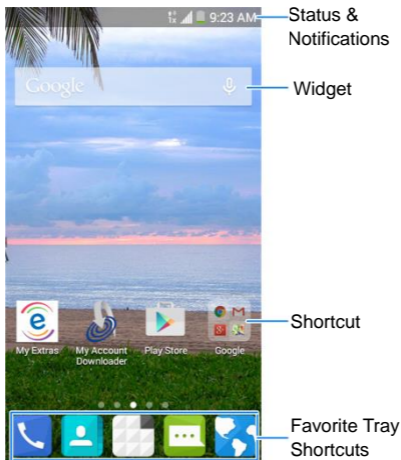 1x 9:23 AM
Status &
Notifications
Google
Widget
e
My Extras
My Account
Downloader
Play Store
Google
Shortcut
Favorite Tray
Shortcuts